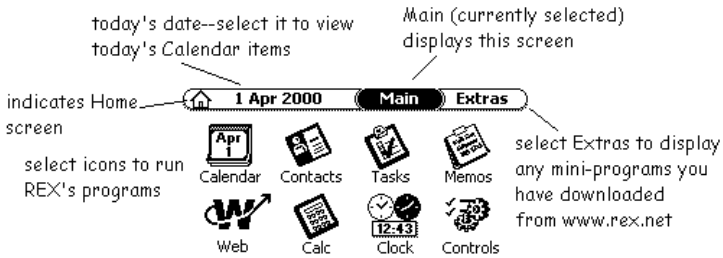 today's date--select it to view
today's Calendar items
Main (currently selected)
displays this screen
indicates Home
screen
1 Apr 2000
Main
Extras
select icons to run
REX's programs
Apr
1
Calendar
Contacts
Tasks
Memos
select Extras to display
any mini-programs you
have downloaded
from www.rex.net
Web
Calc
12:43
Clock
Controls